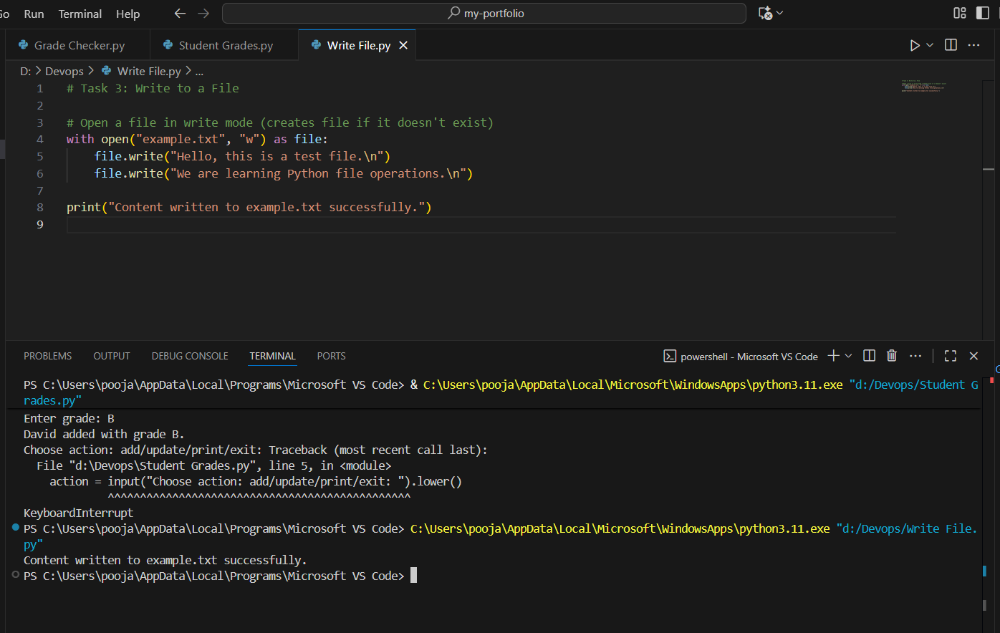 Run Terminal Help my-portfolio
Grade Checker.py Student Grades.py Write File.py
D: > Devops > Write File.py > ...
1 # Task 3: Write to a File
2
3 # Open a file in write mode (creates file if it doesn't exist)
4 with open("example.txt", "w") as file:
5 file.write("Hello, this is a test file.\n")
6 file.write("We are learning Python file operations.\n")
7
8 print("Content written to example.txt successfully.")
9
PROBLEMS OUTPUT DEBUG CONSOLE TERMINAL PORTS powershell - Microsoft VS Code
PS C:\Users\pooja\AppData\Local\Programs\Microsoft VS Code> & C:\Users\pooja\AppData\Local\Microsoft\WindowsApps\python3.11.exe "d:/Devops/Student G
rades.py"
Enter grade: B
David added with grade B.
Choose action: add/update/print/exit: Traceback (most recent call last):
File "d:\Devops\Student Grades.py", line 5, in <module>
action = input("Choose action: add/update/print/exit: ").lower()
^^^^^^^^^^^^^^^^^^^^^^^^^^^^^^^^^^^^^^^^^^^^^^^
KeyboardInterrupt
PS C:\Users\pooja\AppData\Local\Programs\Microsoft VS Code> C:\Users\pooja\AppData\Local\Microsoft\WindowsApps\python3.11.exe "d:/Devops/Write File.
py"
Content written to example.txt successfully.
PS C:\Users\pooja\AppData\Local\Programs\Microsoft VS Code>